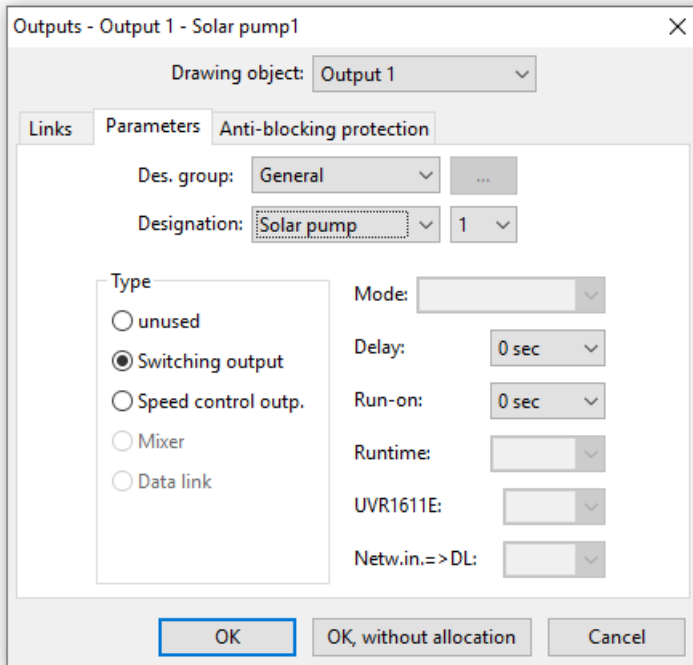 Outputs - Output 1 - Solar pump1
Drawing object: Output 1
Links Parameters Anti-blocking protection
Des. group: General ...
Designation: Solar pump 1
Type
unused
Switching output
Speed control outp.
Mixer
Data link
Mode:
Delay: 0 sec
Run-on: 0 sec
Runtime:
UVR1611E:
Netw.in.=>DL:
OK OK, without allocation Cancel